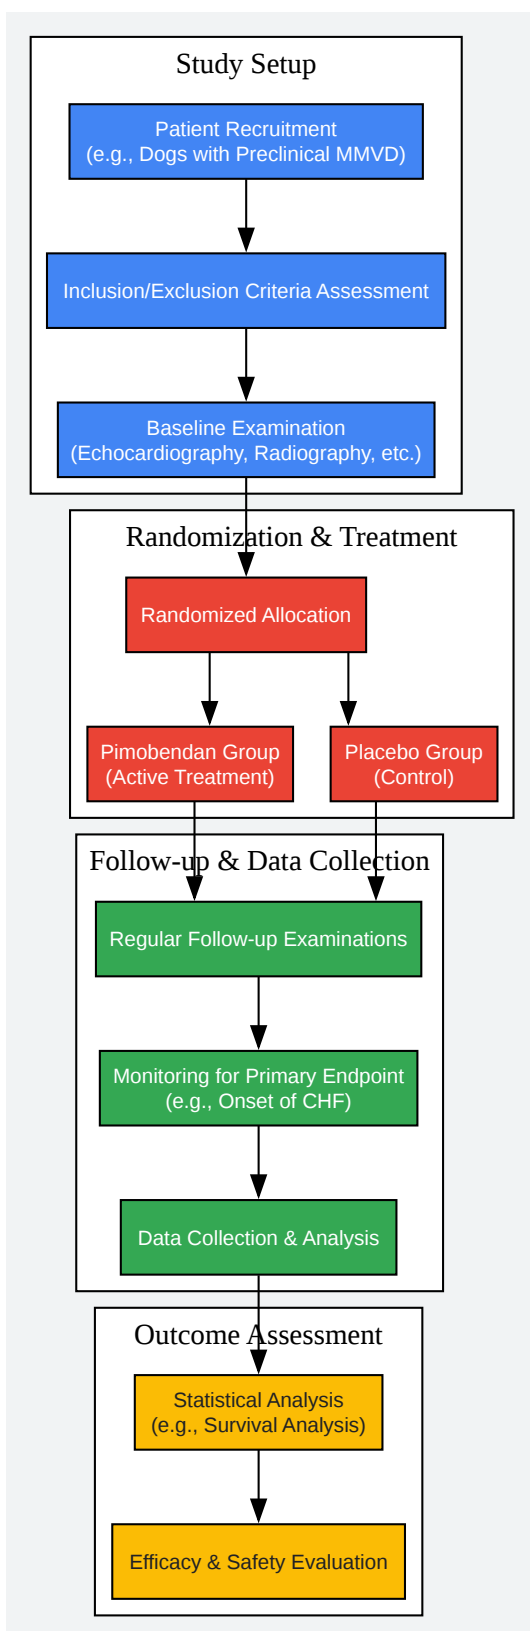 Study Setup
Patient Recruitment
(e.g., Dogs with Preclinical MMVD)
Inclusion/Exclusion Criteria Assessment
Baseline Examination
(Echocardiography, Radiography, etc.)
Randomization & Treatment
Randomized Allocation
Pimobendan Group
(Active Treatment)
Placebo Group
(Control)
Follow-up & Data Collection
Regular Follow-up Examinations
Monitoring for Primary Endpoint
(e.g., Onset of CHF)
Data Collection & Analysis
Outcome Assessment
Statistical Analysis
(e.g., Survival Analysis)
Efficacy & Safety Evaluation